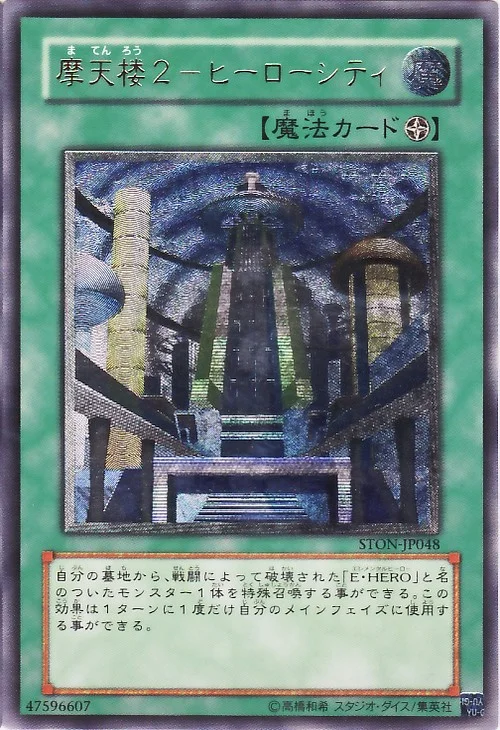 摩天楼2-ヒーローシティ
【魔法カード】
STON-JP048
自分の墓地から、戦闘によって破壊された「E・HERO」と名
のついたモンスター1体を特殊召喚する事ができる。この
効果は1ターンに1度だけ自分のメインフェイズに使用す
る事ができる。
47596607
©高橋和希 スタジオ・ダイス/集英社